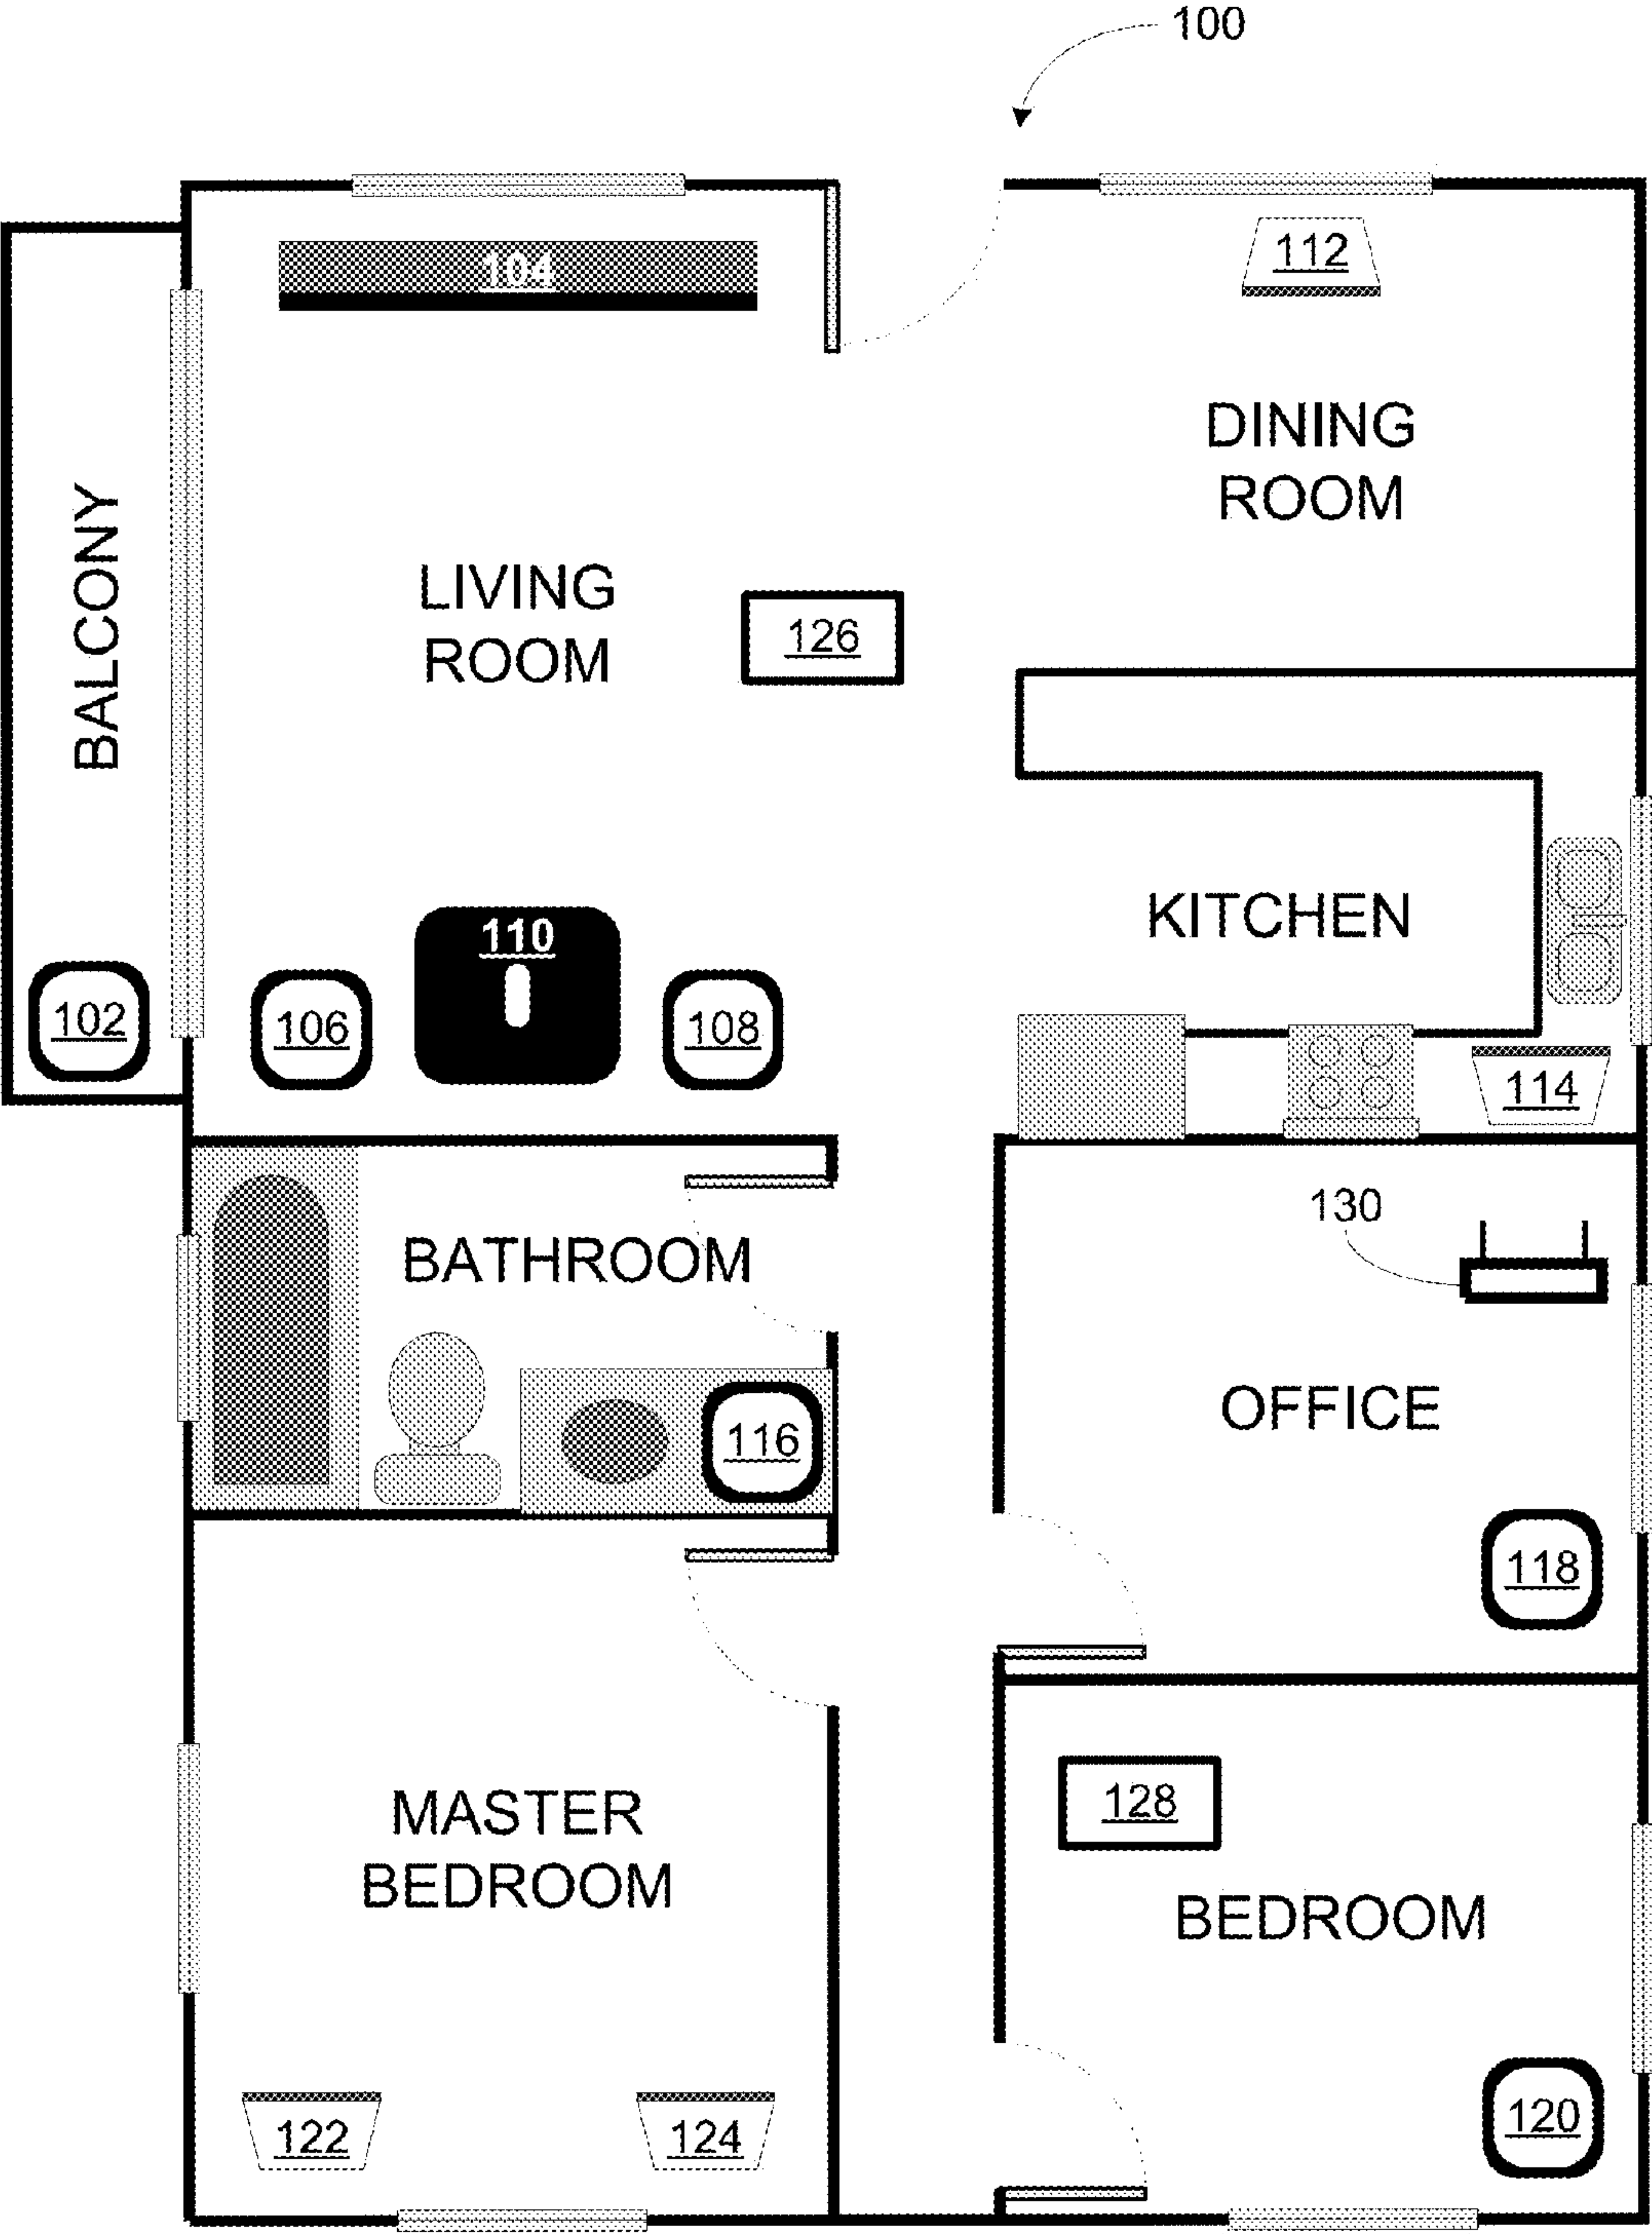 100
104
112
DINING
ROOM
BALCONY
LIVING
ROOM
126
KITCHEN
110
102
106
108
114
130
BATHROOM
OFFICE
116
118
128
MASTER
BEDROOM
BEDROOM
120
122
124